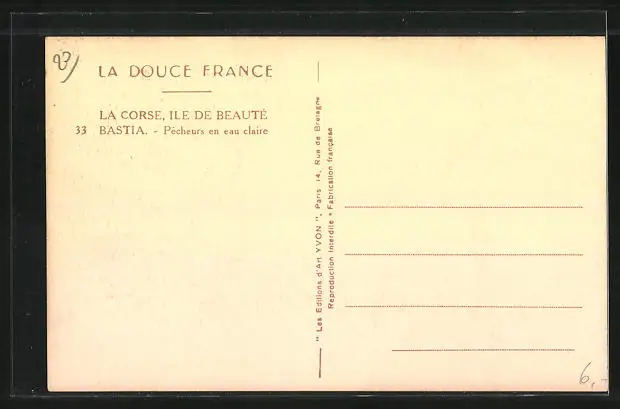 LA DOUCE FRANCE
LA CORSE, ILE DE BEAUTÉ
33 BASTIA. - Pêcheurs en eau claire
" Les Editions d'Art YVON ", Paris 14, Rue de Bretagne
Reproduction Interdite * Fabrication française
6,-